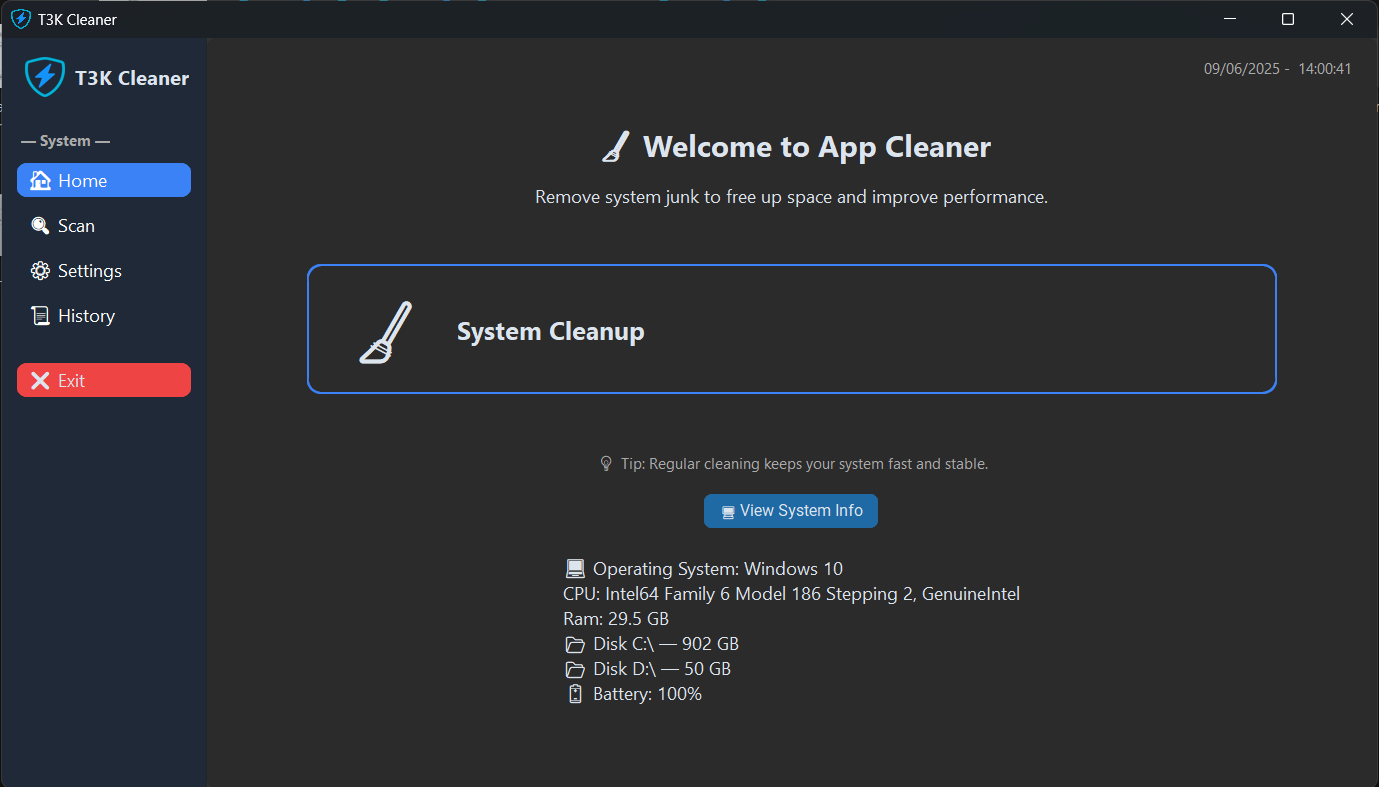 T3K Cleaner
T3K Cleaner
09/06/2025 - 14:00:41
— System —
Home
Scan
Settings
History
Exit
Welcome to App Cleaner
Remove system junk to free up space and improve performance.
System Cleanup
Tip: Regular cleaning keeps your system fast and stable.
View System Info
Operating System: Windows 10
CPU: Intel64 Family 6 Model 186 Stepping 2, GenuineIntel
Ram: 29.5 GB
Disk C:\ — 902 GB
Disk D:\ — 50 GB
Battery: 100%